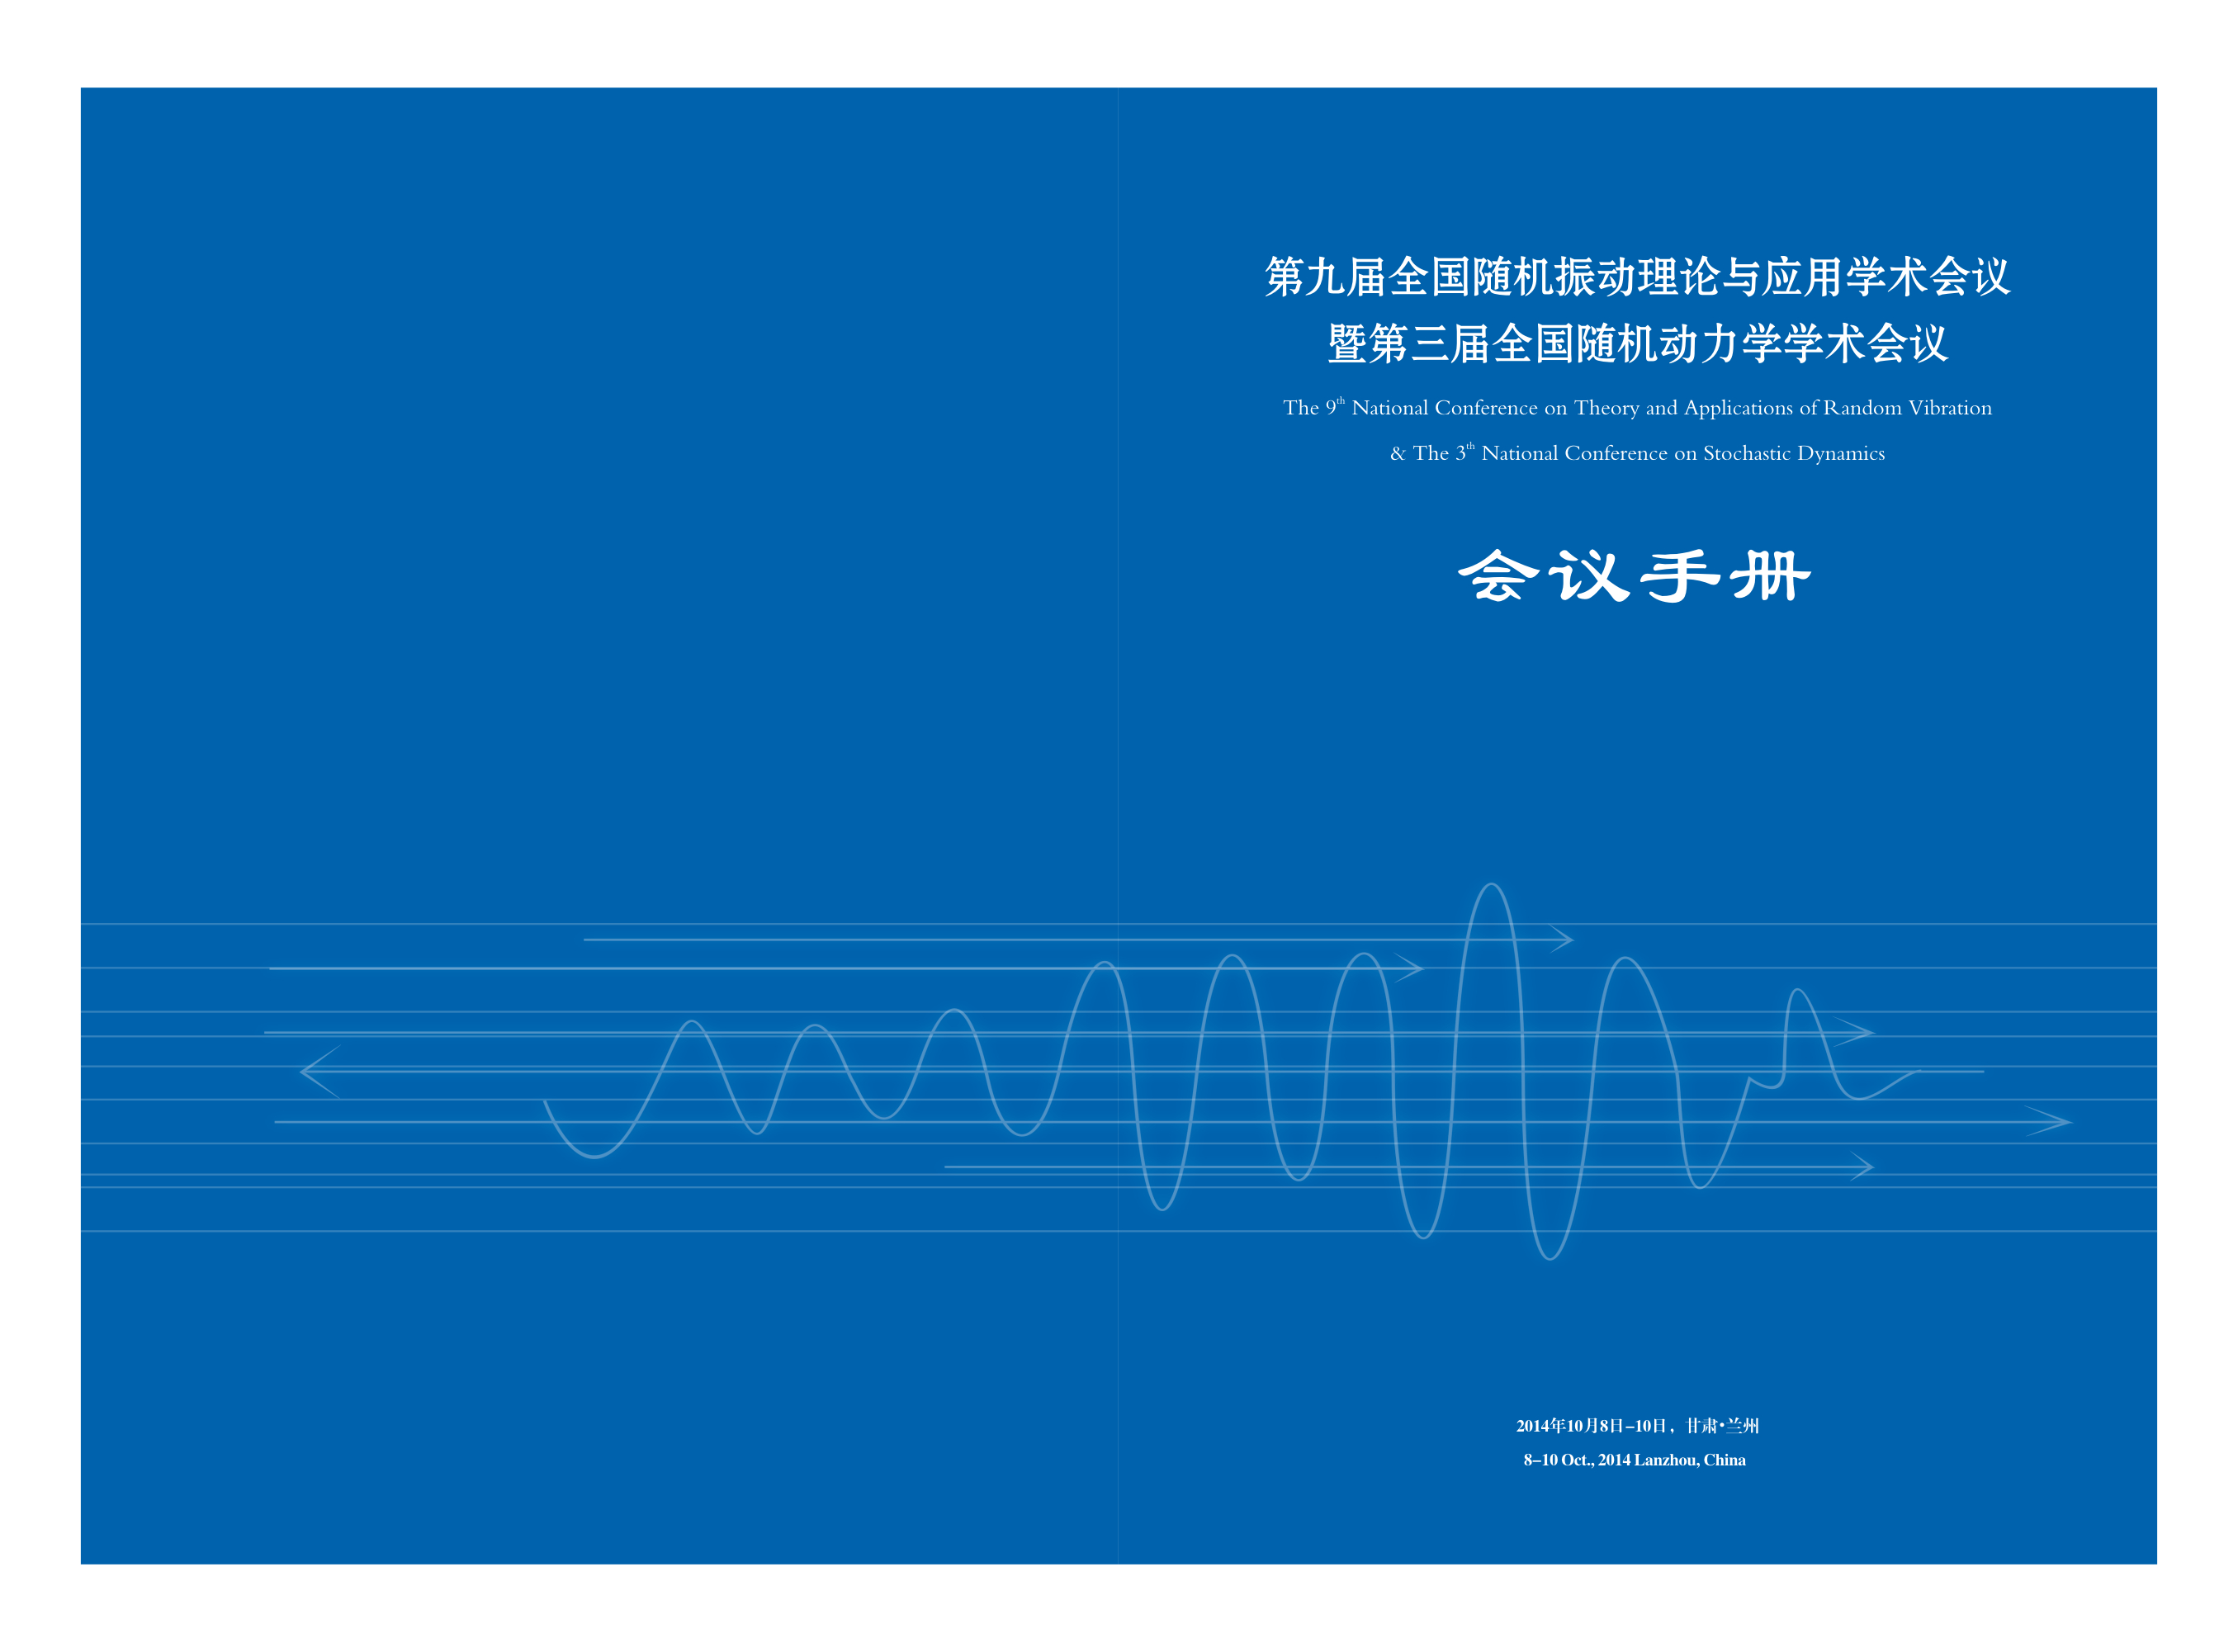 第九届全国随机振动理论与应用学术会议
暨第三届全国随机动力学学术会议
The 9th National Conference on Theory and Applications of Random Vibration
& The 3th National Conference on Stochastic Dynamics
会议手册
2014年10月8日–10日，甘肃·兰州
8–10 Oct., 2014 Lanzhou, China